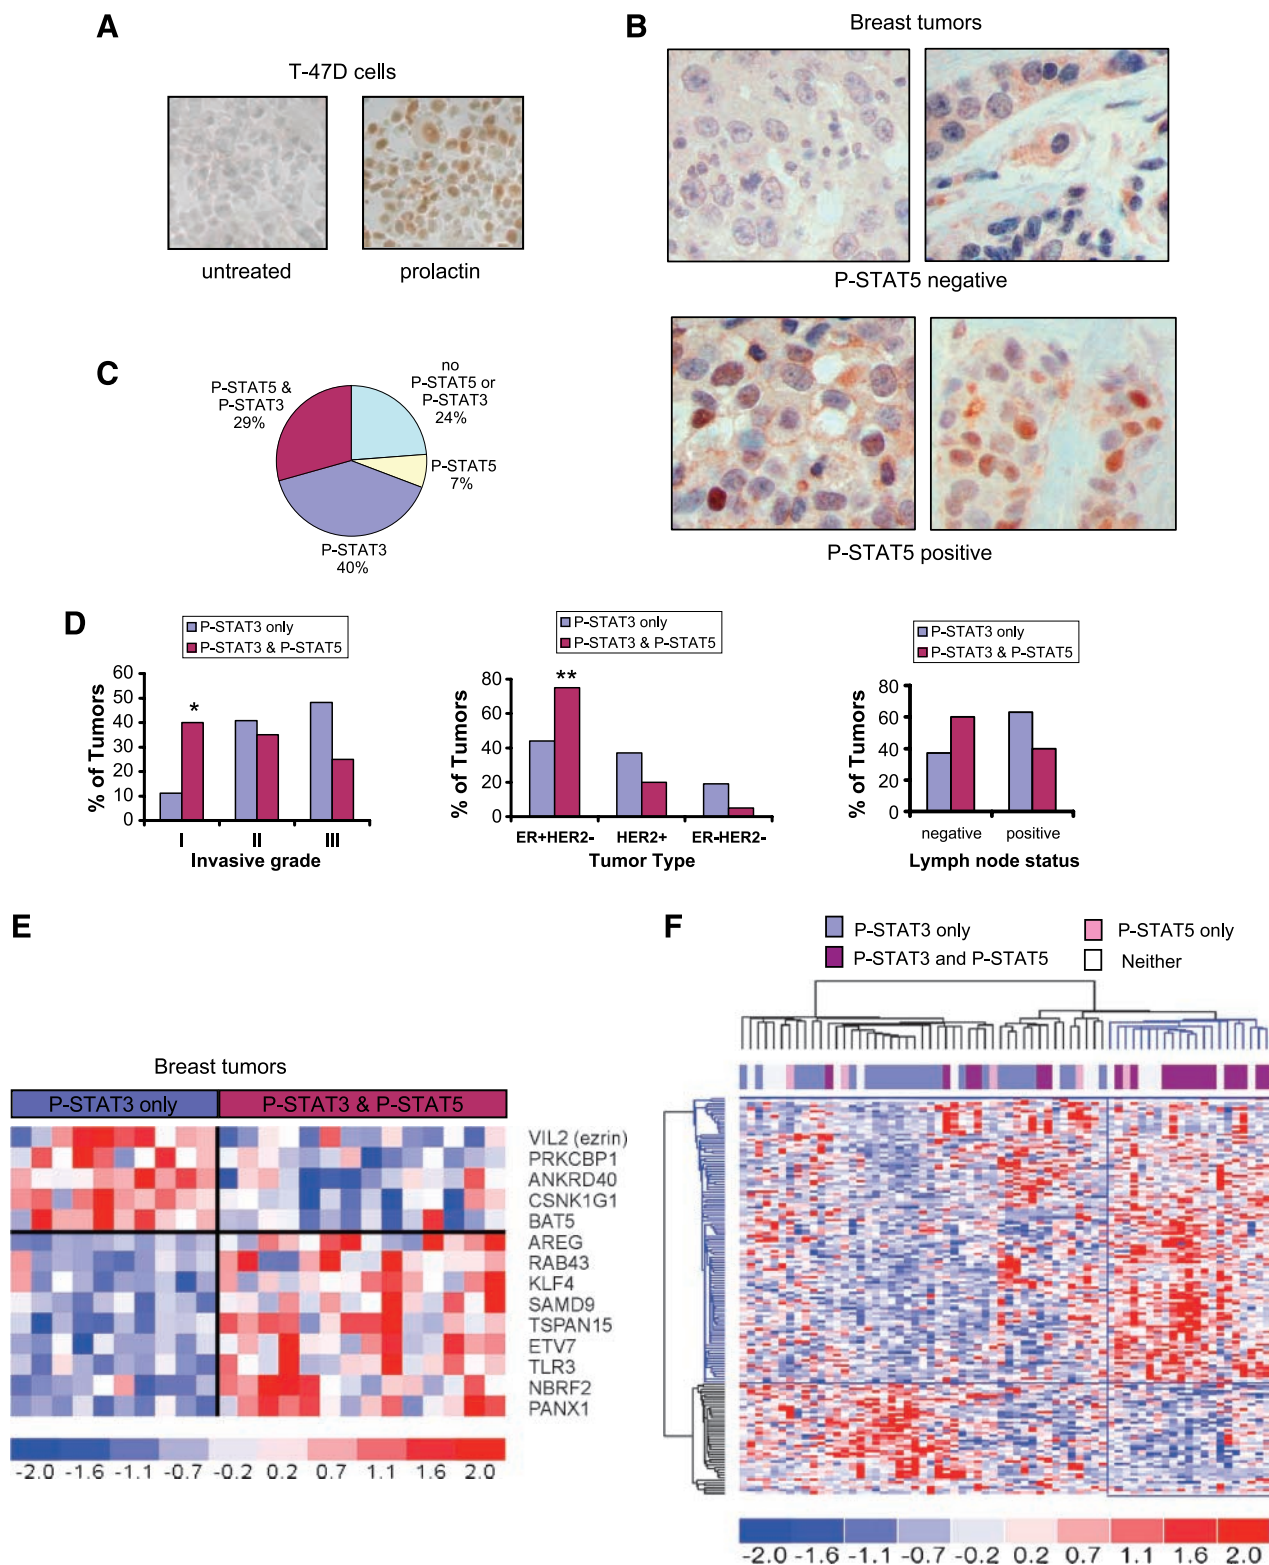 A
T-47D cells
untreated
prolactin
B
Breast tumors
P-STAT5 negative
P-STAT5 positive
C
P-STAT5 &
P-STAT3
29%
no
P-STAT5 or
P-STAT3
24%
P-STAT5
7%
P-STAT3
40%
D
P-STAT3 only
P-STAT3 & P-STAT5
% of Tumors
60
50
40
30
20
10
0
*
I II III
Invasive grade
P-STAT3 only
P-STAT3 & P-STAT5
% of Tumors
80
60
40
20
0
**
ER+HER2- HER2+ ER-HER2-
Tumor Type
P-STAT3 only
P-STAT3 & P-STAT5
% of Tumors
80
60
40
20
0
negative positive
Lymph node status
E
Breast tumors
P-STAT3 only
P-STAT3 & P-STAT5
VIL2 (ezrin)
PRKCBP1
ANKRD40
CSNK1G1
BAT5
AREG
RAB43
KLF4
SAMD9
TSPAN15
ETV7
TLR3
NBRF2
PANX1
-2.0 -1.6 -1.1 -0.7 -0.2 0.2 0.7 1.1 1.6 2.0
F
P-STAT3 only
P-STAT5 only
P-STAT3 and P-STAT5
Neither
-2.0 -1.6 -1.1 -0.7 -0.2 0.2 0.7 1.1 1.6 2.0